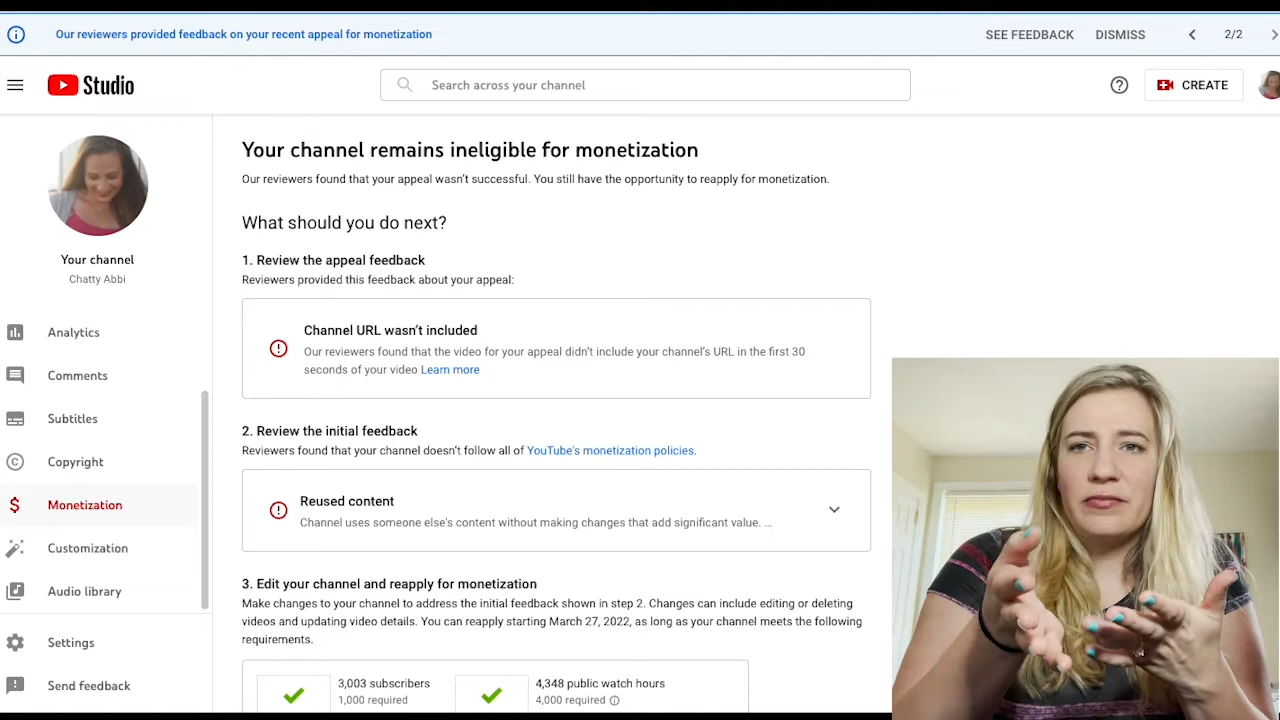 Our reviewers provided feedback on your recent appeal for monetization
SEE FEEDBACK
DISMISS
2/2
Studio
Search across your channel
CREATE
Your channel
Chatty Abbi
Analytics
Comments
Subtitles
Copyright
Monetization
Customization
Audio library
Settings
Send feedback
Your channel remains ineligible for monetization
Our reviewers found that your appeal wasn't successful. You still have the opportunity to reapply for monetization.
What should you do next?
1. Review the appeal feedback
Reviewers provided this feedback about your appeal:
Channel URL wasn't included
Our reviewers found that the video for your appeal didn't include your channel's URL in the first 30
seconds of your video Learn more
2. Review the initial feedback
Reviewers found that your channel doesn't follow all of YouTube's monetization policies.
Reused content
Channel uses someone else's content without making changes that add significant value. ...
3. Edit your channel and reapply for monetization
Make changes to your channel to address the initial feedback shown in step 2. Changes can include editing or deleting
videos and updating video details. You can reapply starting March 27, 2022, as long as your channel meets the following
requirements.
3,003 subscribers
1,000 required
4,348 public watch hours
4,000 required